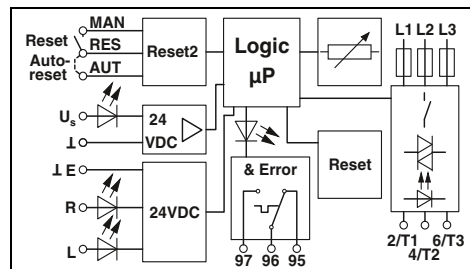 MAN
Reset
RES
Auto-
reset
AUT
Reset2
Logic
µP
L1 L2 L3
Us
24
VDC
⊥
⊥ E
R
L
24VDC
& Error
Reset
97 96 95
2/T1 6/T3
4/T2